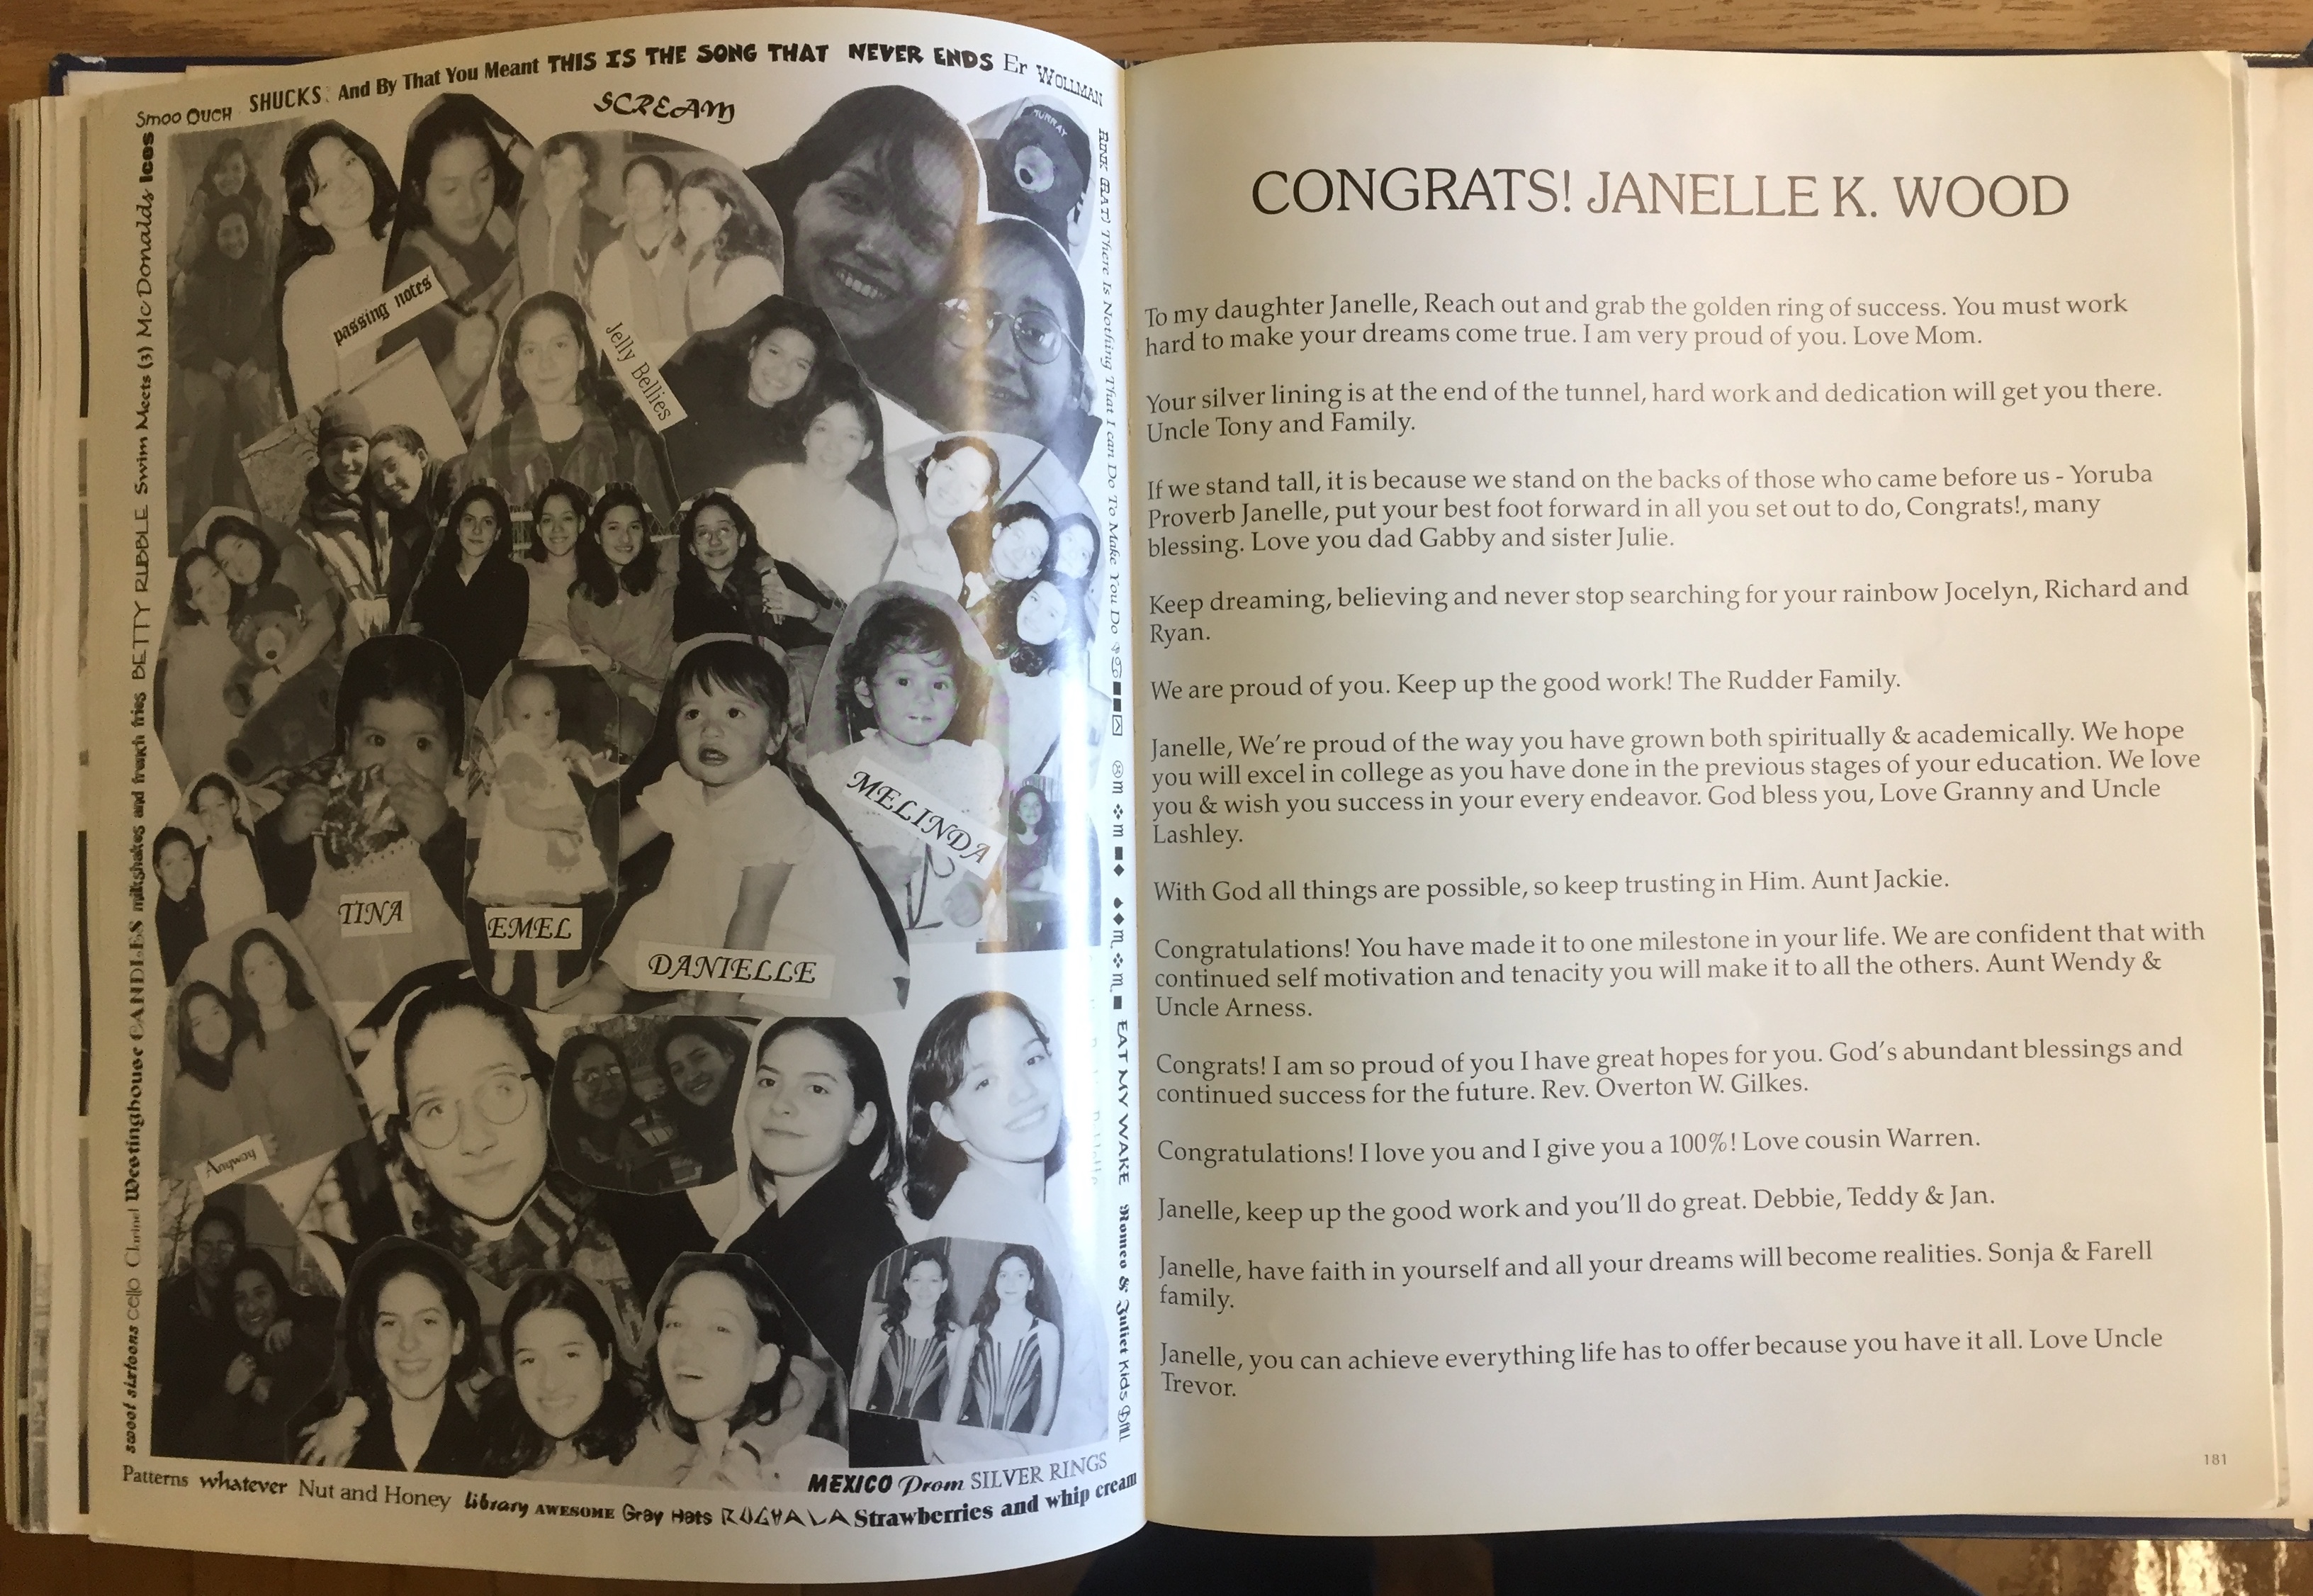 Smoo OUCH SHUCKS. And By That You Meant THIS IS THE SONG THAT NEVER ENDS Er WOLLMAN
SCREAM
MURRAY
passing notes
Jelly Bellies
MELINDA
TINA
EMEL
DANIELLE
Anyway
sweet sixteens cello Clarinel Westinghouse CANDLES milkshakes and french fries BETTY RUBBLE Swim Meets (3) McDonalds Ices
RINK RAT! There Is Nothing That I can Do To Make You Do
EAT MY WAKE Romeo & Juliet Kids BAll
MEXICO Prom SILVER RINGS
Patterns whatever Nut and Honey library AWESOME Gray Hats Strawberries and whip cream
CONGRATS! JANELLE K. WOOD
To my daughter Janelle, Reach out and grab the golden ring of success. You must work
hard to make your dreams come true. I am very proud of you. Love Mom.
Your silver lining is at the end of the tunnel, hard work and dedication will get you there.
Uncle Tony and Family.
If we stand tall, it is because we stand on the backs of those who came before us - Yoruba
Proverb Janelle, put your best foot forward in all you set out to do, Congrats!, many
blessing. Love you dad Gabby and sister Julie.
Keep dreaming, believing and never stop searching for your rainbow Jocelyn, Richard and
Ryan.
We are proud of you. Keep up the good work! The Rudder Family.
Janelle, We're proud of the way you have grown both spiritually & academically. We hope
you will excel in college as you have done in the previous stages of your education. We love
you & wish you success in your every endeavor. God bless you, Love Granny and Uncle
Lashley.
With God all things are possible, so keep trusting in Him. Aunt Jackie.
Congratulations! You have made it to one milestone in your life. We are confident that with
continued self motivation and tenacity you will make it to all the others. Aunt Wendy &
Uncle Arness.
Congrats! I am so proud of you I have great hopes for you. God's abundant blessings and
continued success for the future. Rev. Overton W. Gilkes.
Congratulations! I love you and I give you a 100%! Love cousin Warren.
Janelle, keep up the good work and you'll do great. Debbie, Teddy & Jan.
Janelle, have faith in yourself and all your dreams will become realities. Sonja & Farell
family.
Janelle, you can achieve everything life has to offer because you have it all. Love Uncle
Trevor.
181